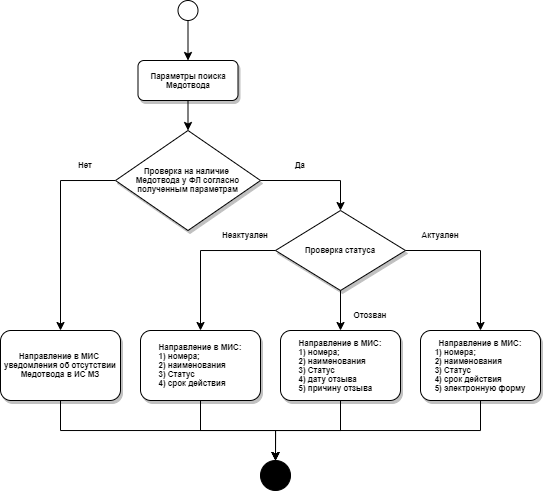 Параметры поиска
Медотвода
Проверка на наличие
Медотвода у ФЛ согласно
полученным параметрам
Нет
Да
Проверка статуса
Неактуален
Актуален
Отозван
Направление в МИС
уведомления об отсутствии
Медотвода в ИС МЗ
Направление в МИС:
1) номера;
2) наименования
3) Статус
4) срок действия
Направление в МИС:
1) номера;
2) наименования
3) Статус
4) дату отзыва
5) причину отзыва
Направление в МИС:
1) номера;
2) наименования
3) Статус
4) срок действия
5) электронную форму